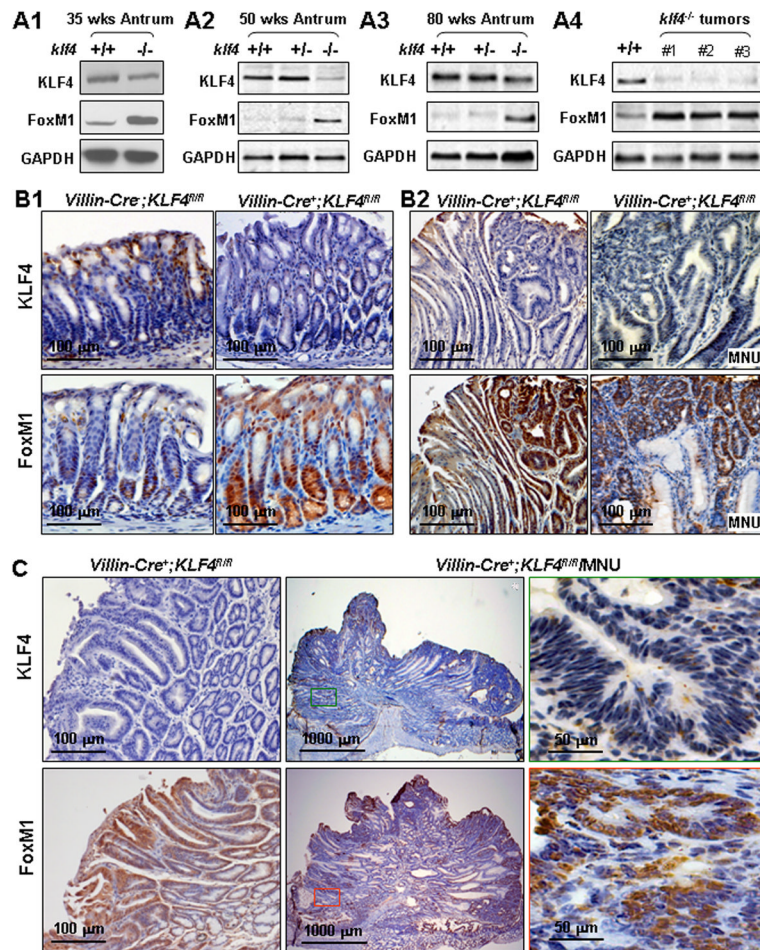 A1 35 wks Antrum A2 50 wks Antrum A3 80 wks Antrum A4 klf4-/- tumors
klf4 +/+ -/- klf4 +/+ +/- -/- klf4 +/+ +/- -/- +/+ #1 #2 #3
KLF4 KLF4 KLF4 KLF4
FoxM1 FoxM1 FoxM1 FoxM1
GAPDH GAPDH GAPDH GAPDH
B1 Villin-Cre-;KLF4fl/fl Villin-Cre+;KLF4fl/fl B2 Villin-Cre+;KLF4fl/fl Villin-Cre+;KLF4fl/fl
KLF4
100 µm 100 µm 100 µm 100 µm MNU
FoxM1
100 µm 100 µm 100 µm 100 µm MNU
C Villin-Cre+;KLF4fl/fl Villin-Cre+;KLF4fl/fl/MNU
KLF4
100 µm 1000 µm 50 µm
FoxM1
100 µm 1000 µm 50 µm